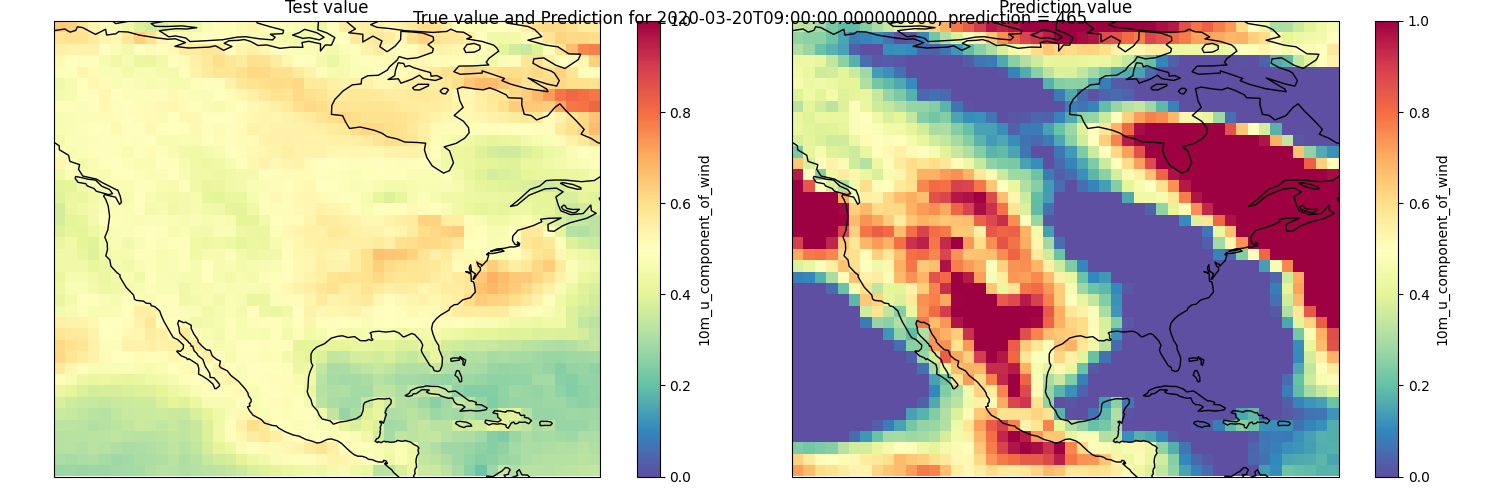 Test value
True value and Prediction for 2020-03-20T09:00:00.000000000, prediction = 465
Prediction value
1.0
0.8
0.6
0.4
0.2
0.0
10m_u_component_of_wind
1.0
0.8
0.6
0.4
0.2
0.0
10m_u_component_of_wind